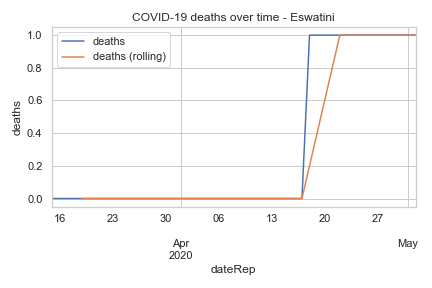 COVID-19 deaths over time - Eswatini
deaths
deaths (rolling)
1.0
0.8
0.6
0.4
0.2
0.0
deaths
16 23 30 06 13 20 27
Apr May
2020
dateRep